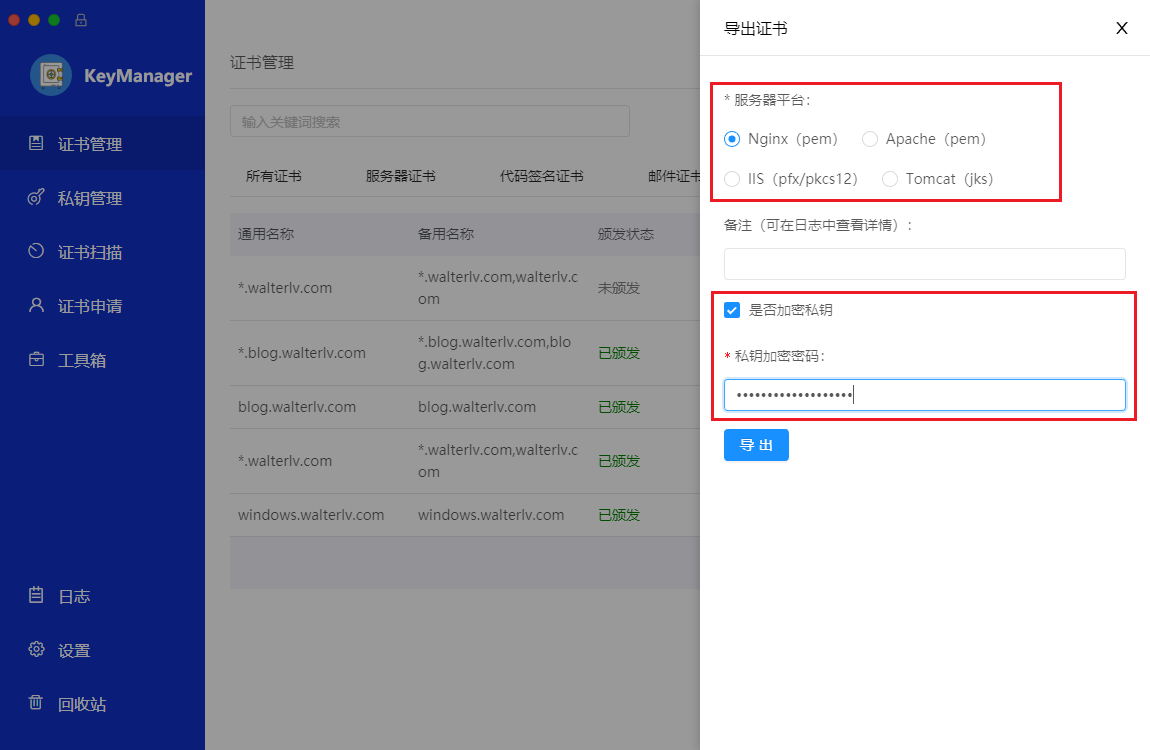 KeyManager
证书管理
私钥管理
证书扫描
证书申请
工具箱
日志
设置
回收站
证书管理
输入关键词搜索
所有证书 服务器证书 代码签名证书 邮件证书
通用名称 备用名称 颁发状态
*.walterlv.com *.walterlv.com,walterlv.c 未颁发
om
*.blog.walterlv.com *.blog.walterlv.com,blo 已颁发
g.walterlv.com
blog.walterlv.com blog.walterlv.com 已颁发
*.walterlv.com *.walterlv.com,walterlv.c 已颁发
om
windows.walterlv.com windows.walterlv.com 已颁发
导出证书 X
* 服务器平台：
Nginx（pem） Apache（pem）
IIS（pfx/pkcs12） Tomcat（jks）
备注（可在日志中查看详情）：
是否加密私钥
* 私钥加密密码：
•••••••••••••••••••
导 出